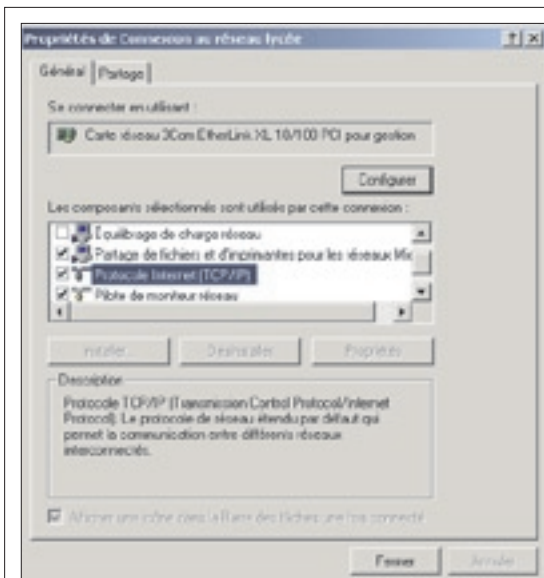 Propriétés de Connexion au réseau lycée
Général
Partage
Se connecter en utilisant :
Carte réseau 3Com EtherLink XL 10/100 PCI pour gestion
Configurer
Les composants sélectionnés sont utilisés par cette connexion :
Équilibrage de charge réseau
Partage de fichiers et d'imprimantes pour les réseaux Mic
Protocole Internet (TCP/IP)
Pilote de moniteur réseau
Installer
Désinstaller
Propriétés
Description
Protocole TCP/IP (Transmission Control Protocol/Internet
Protocol). Le protocole de réseau étendu par défaut qui
permet la communication entre différents réseaux
interconnectés.
Afficher une icône dans la Barre des tâches une fois connecté
Fermer
Annuler